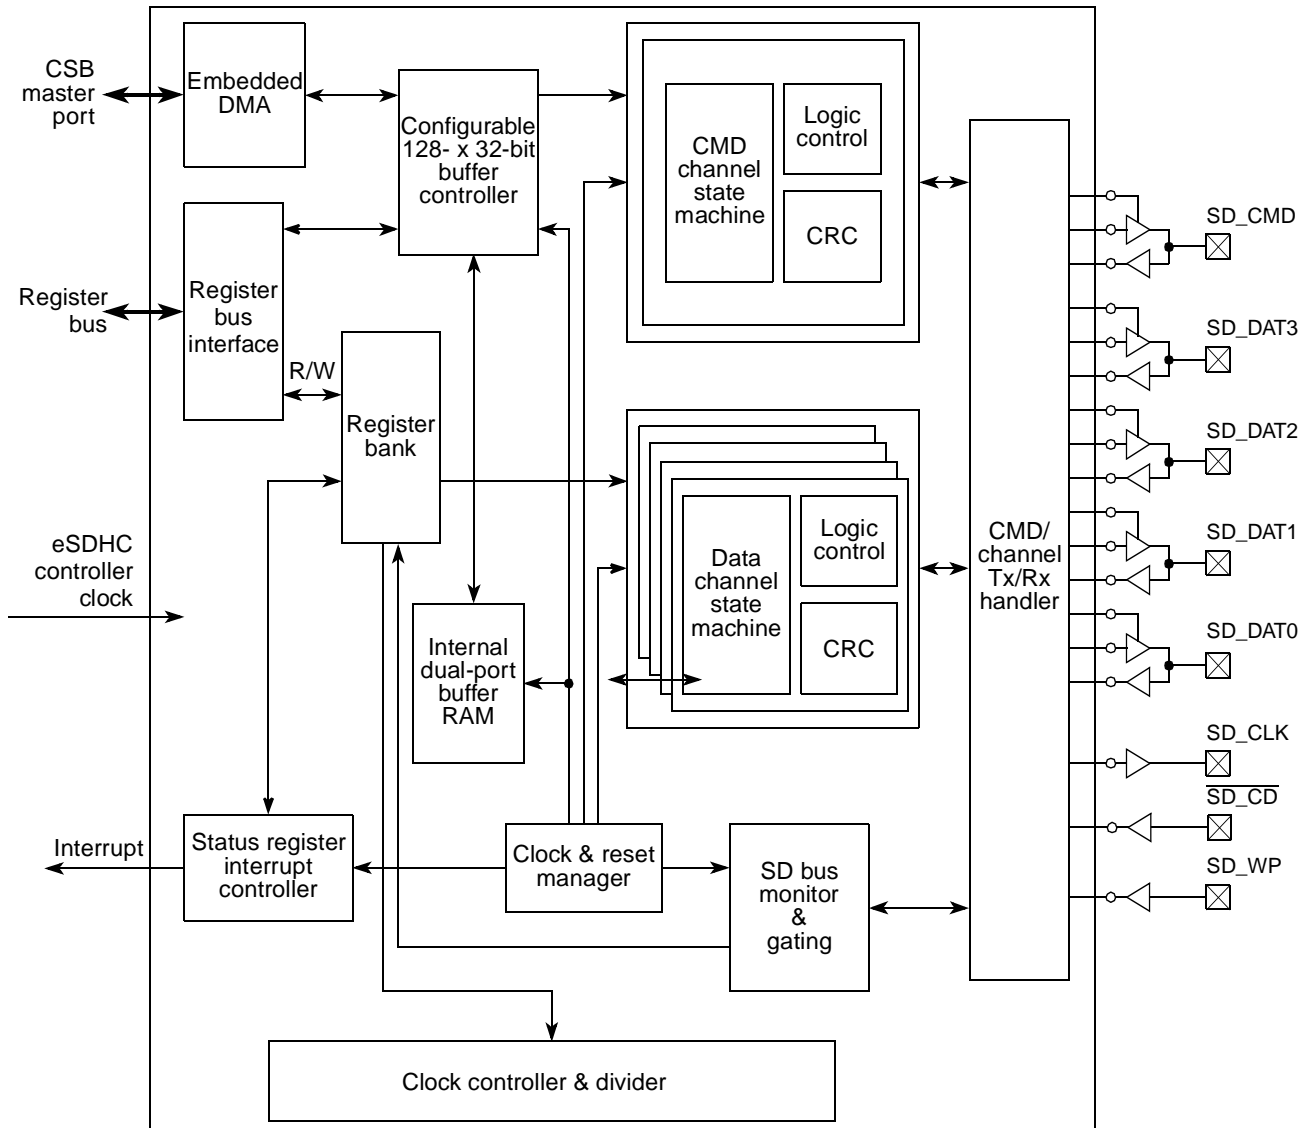 CSB
master
port
Embedded
DMA
Configurable
128- x 32-bit
buffer
controller
CMD
channel
state
machine
Logic
control
CRC
Register
bus
Register
bus
interface
R/W
Register
bank
eSDHC
controller
clock
Internal
dual-port
buffer
RAM
Data
channel
state
machine
Logic
control
CRC
CMD/
channel
Tx/Rx
handler
SD_CMD
SD_DAT3
SD_DAT2
SD_DAT1
SD_DAT0
SD_CLK
SD_CD
SD_WP
Interrupt
Status register
interrupt
controller
Clock & reset
manager
SD bus
monitor
&
gating
Clock controller & divider